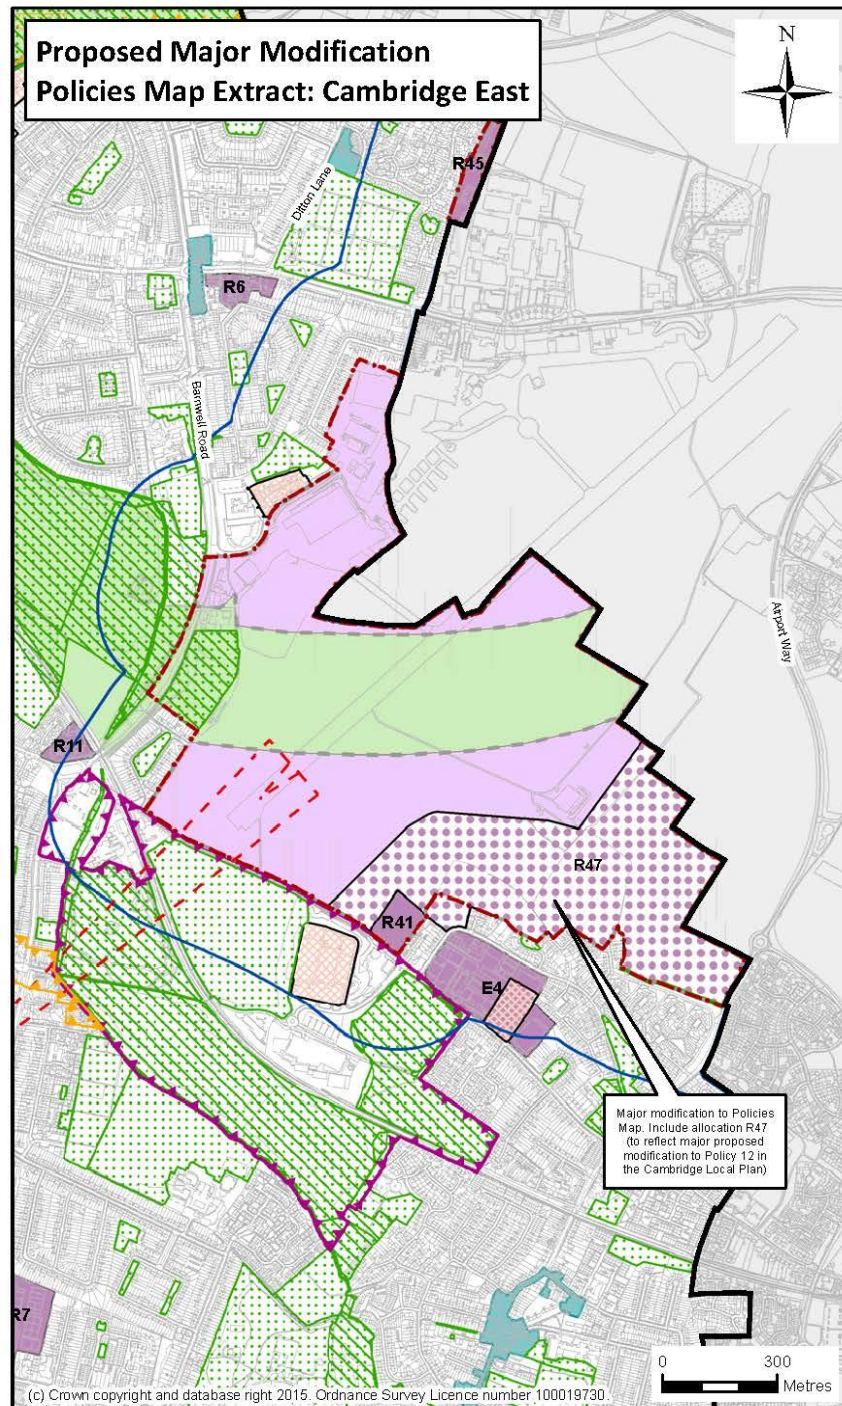 Proposed Major Modification
Policies Map Extract: Cambridge East
N
R45
Ditton Lane
R6
Barnwell Road
Airport Way
R11
R47
R41
E4
Major modification to Policies
Map. Include allocation R47
(to reflect major proposed
modification to Policy 12 in
the Cambridge Local Plan)
R7
0 300
Metres
(c) Crown copyright and database right 2015. Ordnance Survey Licence number 100019730.